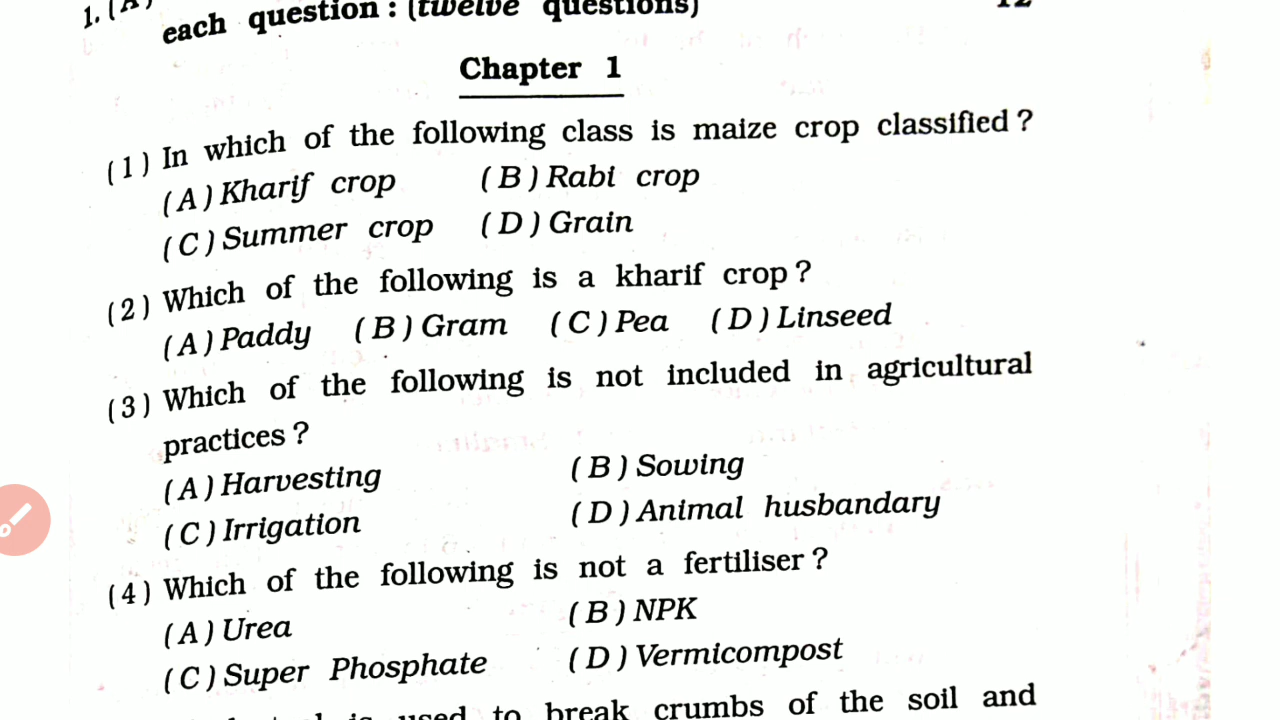 1. (A)
each question : (twelve questions) 12
Chapter 1
(1) In which of the following class is maize crop classified ?
(A) Kharif crop (B) Rabi crop
(C) Summer crop (D) Grain
(2) Which of the following is a kharif crop ?
(A) Paddy (B) Gram (C) Pea (D) Linseed
(3) Which of the following is not included in agricultural
practices ?
(A) Harvesting (B) Sowing
(C) Irrigation (D) Animal husbandary
(4) Which of the following is not a fertiliser ?
(A) Urea (B) NPK
(C) Super Phosphate (D) Vermicompost
is used to break crumbs of the soil and